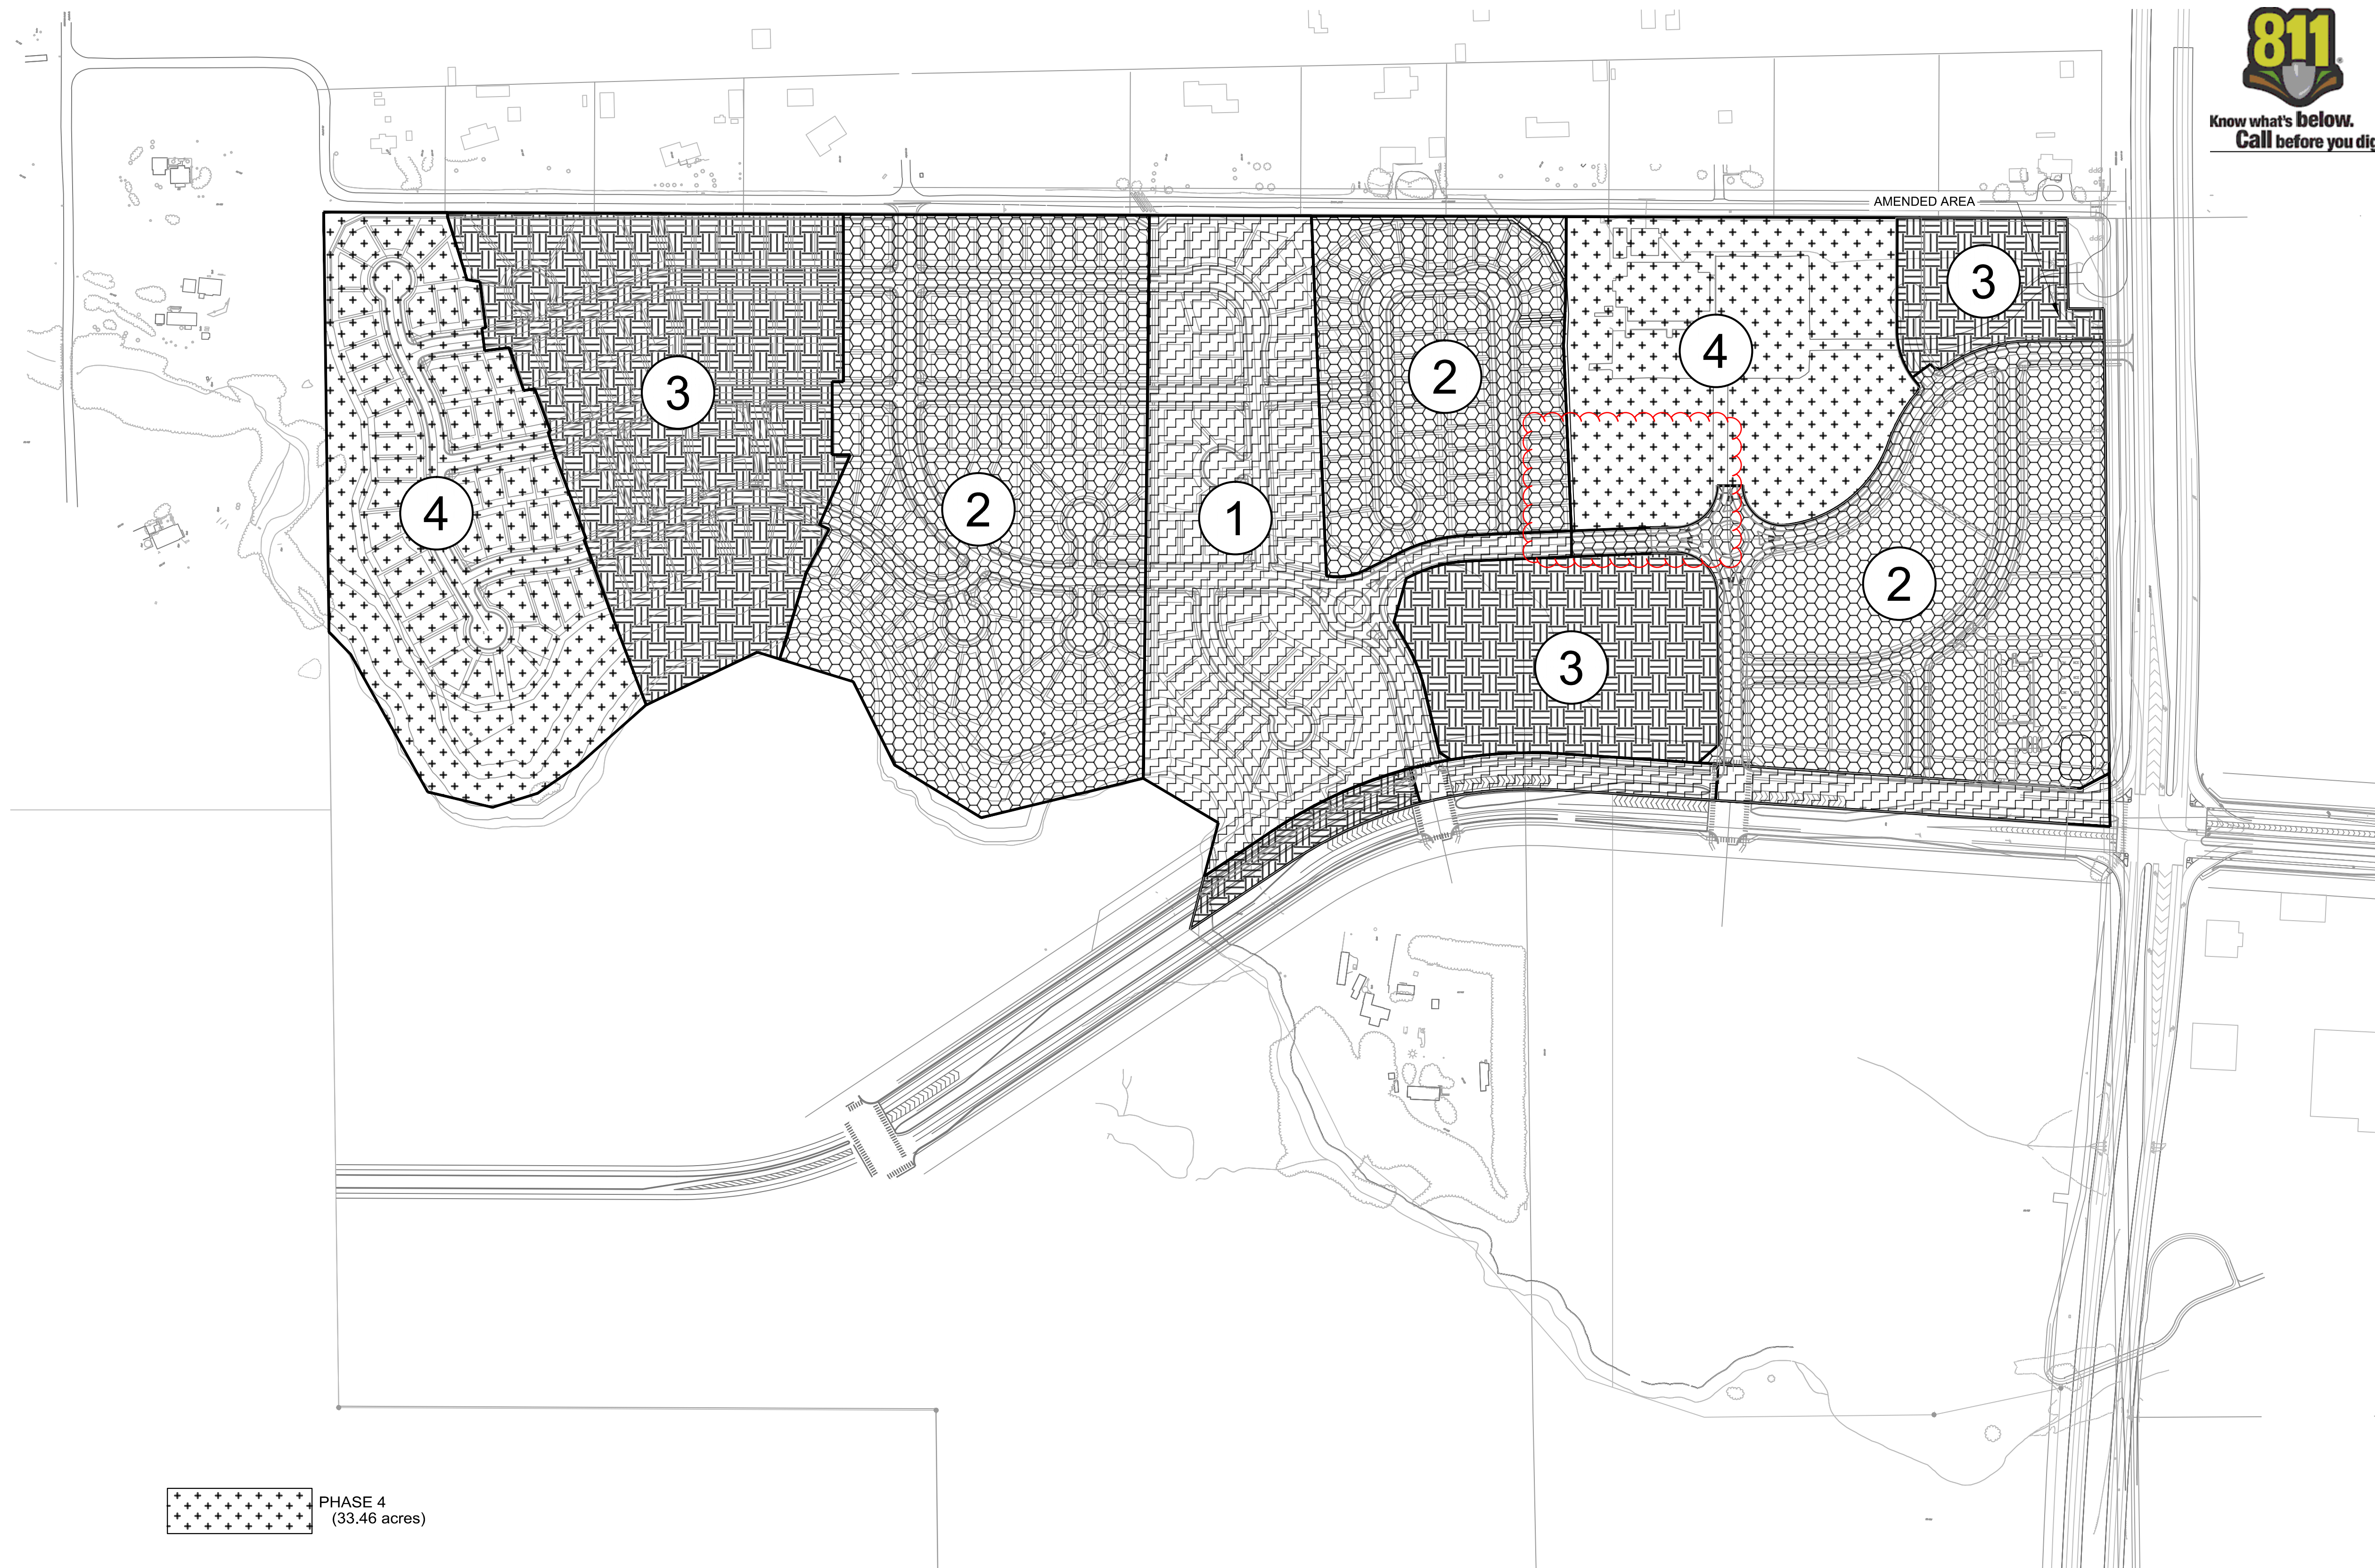 811
Know what's below.
Call before you dig
AMENDED AREA
3
4
2
3
2
4
1
2
3
PHASE 4
(33.46 acres)